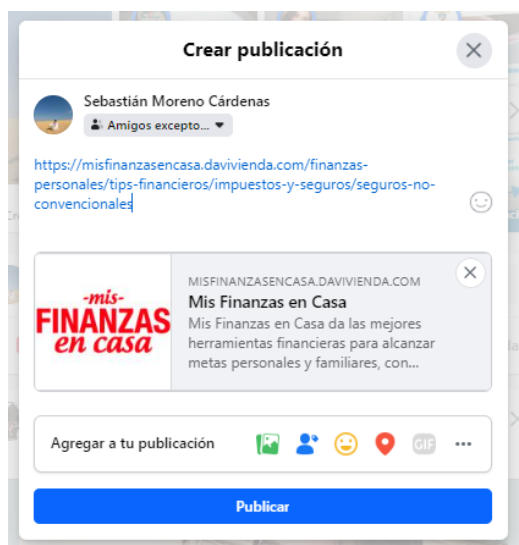 Crear publicación
Sebastián Moreno Cárdenas
Amigos excepto...
https://misfinanzasencasa.davivienda.com/finanzas-
personales/tips-financieros/impuestos-y-seguros/seguros-no-
convencionales
-mis-
FINANZAS
en casa
MISFINANZASENCASA.DAVIVIENDA.COM
Mis Finanzas en Casa
Mis Finanzas en Casa da las mejores
herramientas financieras para alcanzar
metas personales y familiares, con...
Agregar a tu publicación
GIF
Publicar